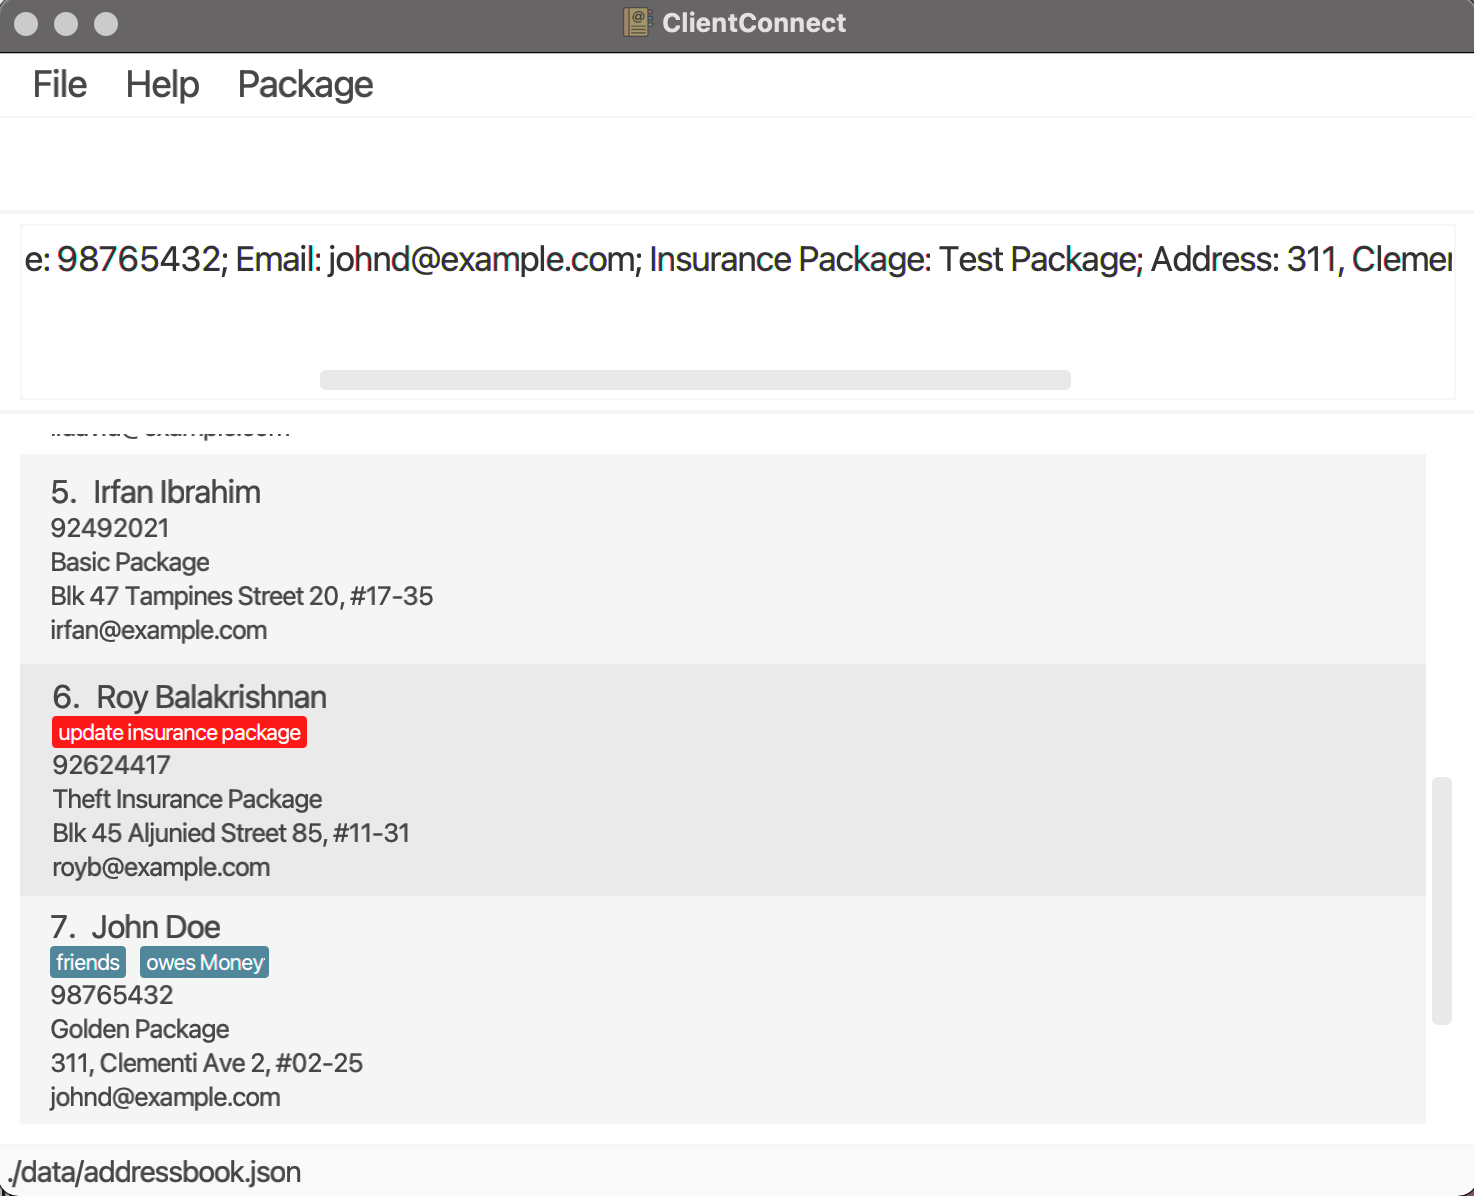 ClientConnect
File Help Package
e: 98765432; Email: johnd@example.com; Insurance Package: Test Package; Address: 311, Clemen
5. Irfan Ibrahim
92492021
Basic Package
Blk 47 Tampines Street 20, #17-35
irfan@example.com
6. Roy Balakrishnan
update insurance package
92624417
Theft Insurance Package
Blk 45 Aljunied Street 85, #11-31
royb@example.com
7. John Doe
friends owes Money
98765432
Golden Package
311, Clementi Ave 2, #02-25
johnd@example.com
./data/addressbook.json